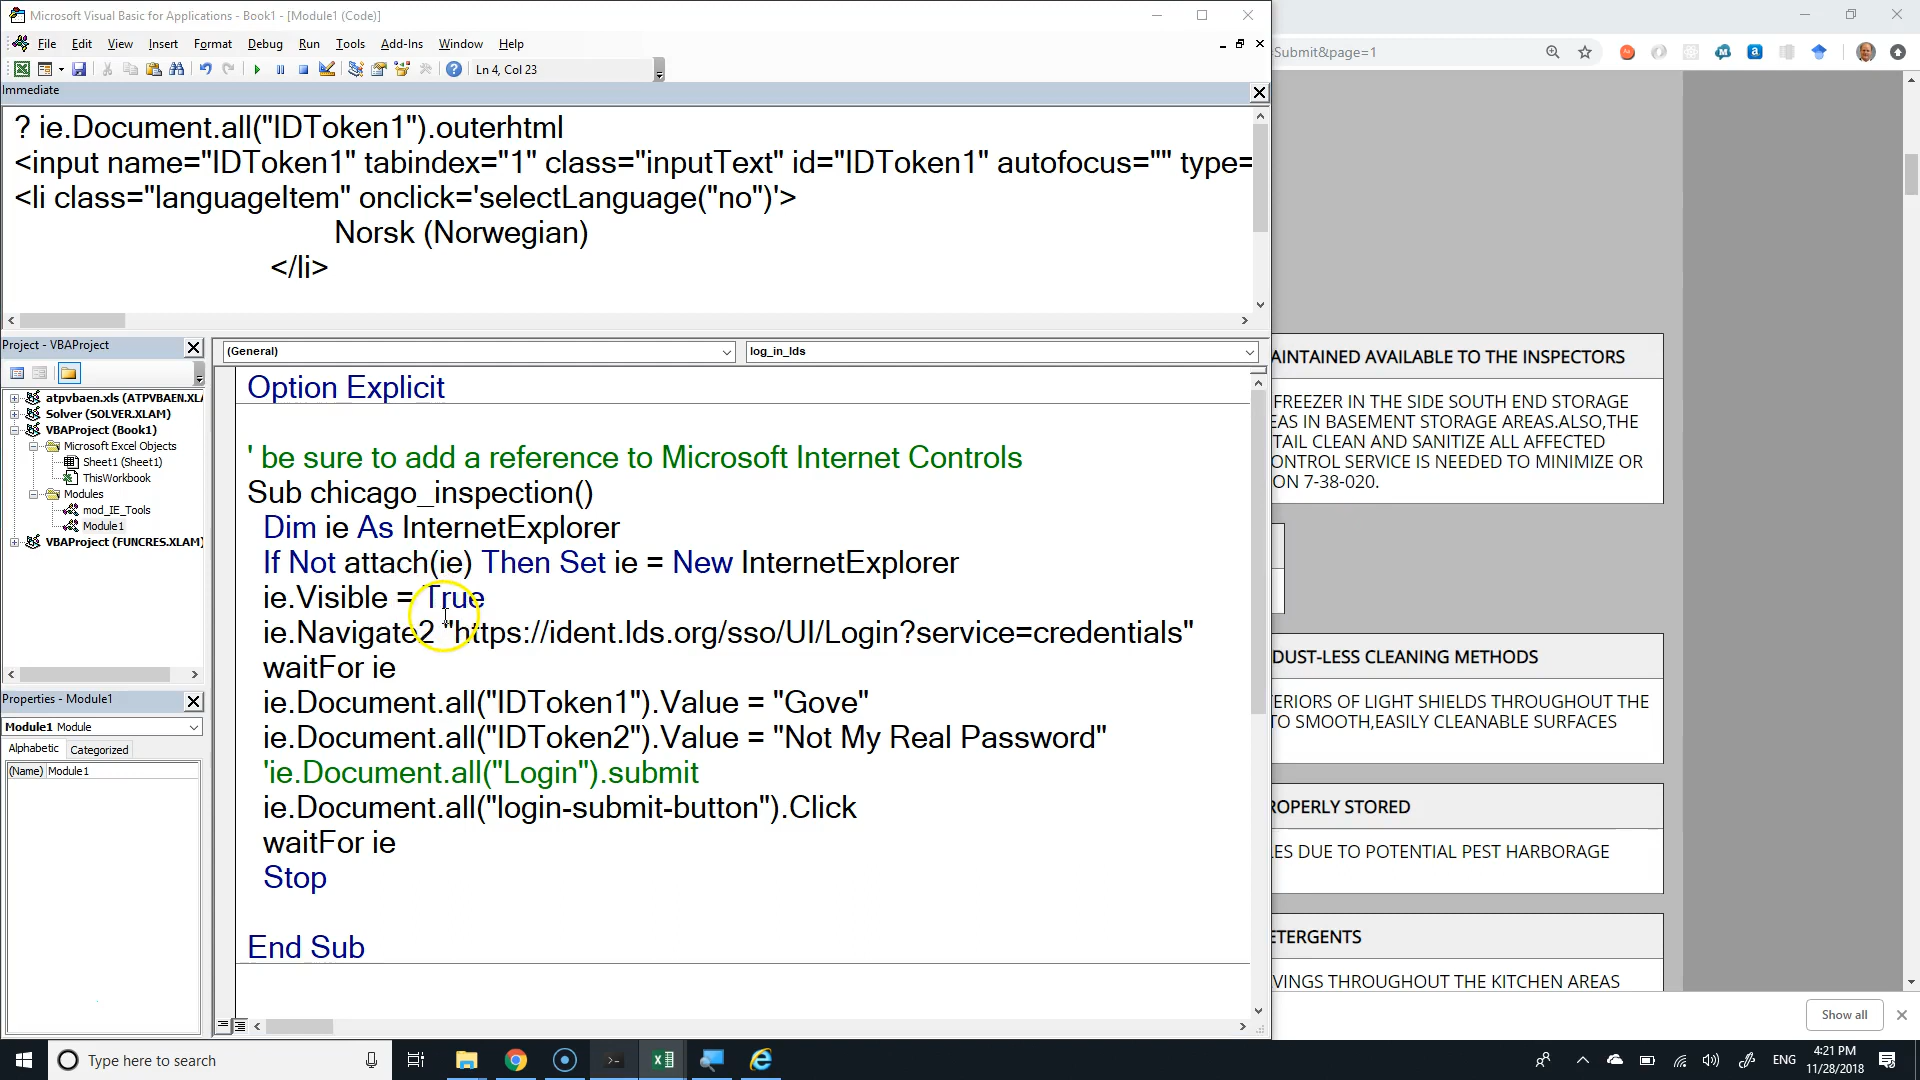 Microsoft Visual Basic for Applications - Book1 - [Module1 (Code)]
File Edit View Insert Format Debug Run Tools Add-Ins Window Help
Ln 4, Col 23
Immediate
? ie.Document.all("IDToken1").outerhtml
<input name="IDToken1" tabindex="1" class="inputText" id="IDToken1" autofocus="" type=
<li class="languageItem" onclick='selectLanguage("no")'>
Norsk (Norwegian)
</li>
Project - VBAProject
atpvbaen.xls (ATPVBAEN.XLA
Solver (SOLVER.XLAM)
VBAProject (Book1)
Microsoft Excel Objects
Sheet1 (Sheet1)
ThisWorkbook
Modules
mod_IE_Tools
Module1
VBAProject (FUNCRES.XLAM)
Properties - Module1
Module1 Module
Alphabetic Categorized
(Name) Module1
(General)
log_in_lds
Option Explicit
' be sure to add a reference to Microsoft Internet Controls
Sub chicago_inspection()
Dim ie As InternetExplorer
If Not attach(ie) Then Set ie = New InternetExplorer
ie.Visible = True
ie.Navigate2 "https://ident.lds.org/sso/UI/Login?service=credentials"
waitFor ie
ie.Document.all("IDToken1").Value = "Gove"
ie.Document.all("IDToken2").Value = "Not My Real Password"
'ie.Document.all("Login").submit
ie.Document.all("login-submit-button").Click
waitFor ie
Stop
End Sub
Submit&page=1
AINTAINED AVAILABLE TO THE INSPECTORS
FREEZER IN THE SIDE SOUTH END STORAGE
EAS IN BASEMENT STORAGE AREAS.ALSO,THE
TAIL CLEAN AND SANITIZE ALL AFFECTED
ONTROL SERVICE IS NEEDED TO MINIMIZE OR
ON 7-38-020.
DUST-LESS CLEANING METHODS
TERIORS OF LIGHT SHIELDS THROUGHOUT THE
TO SMOOTH,EASILY CLEANABLE SURFACES
ROPERLY STORED
LES DUE TO POTENTIAL PEST HARBORAGE
ETERGENTS
VINGS THROUGHOUT THE KITCHEN AREAS
Show all
Type here to search
ENG
4:21 PM
11/28/2018